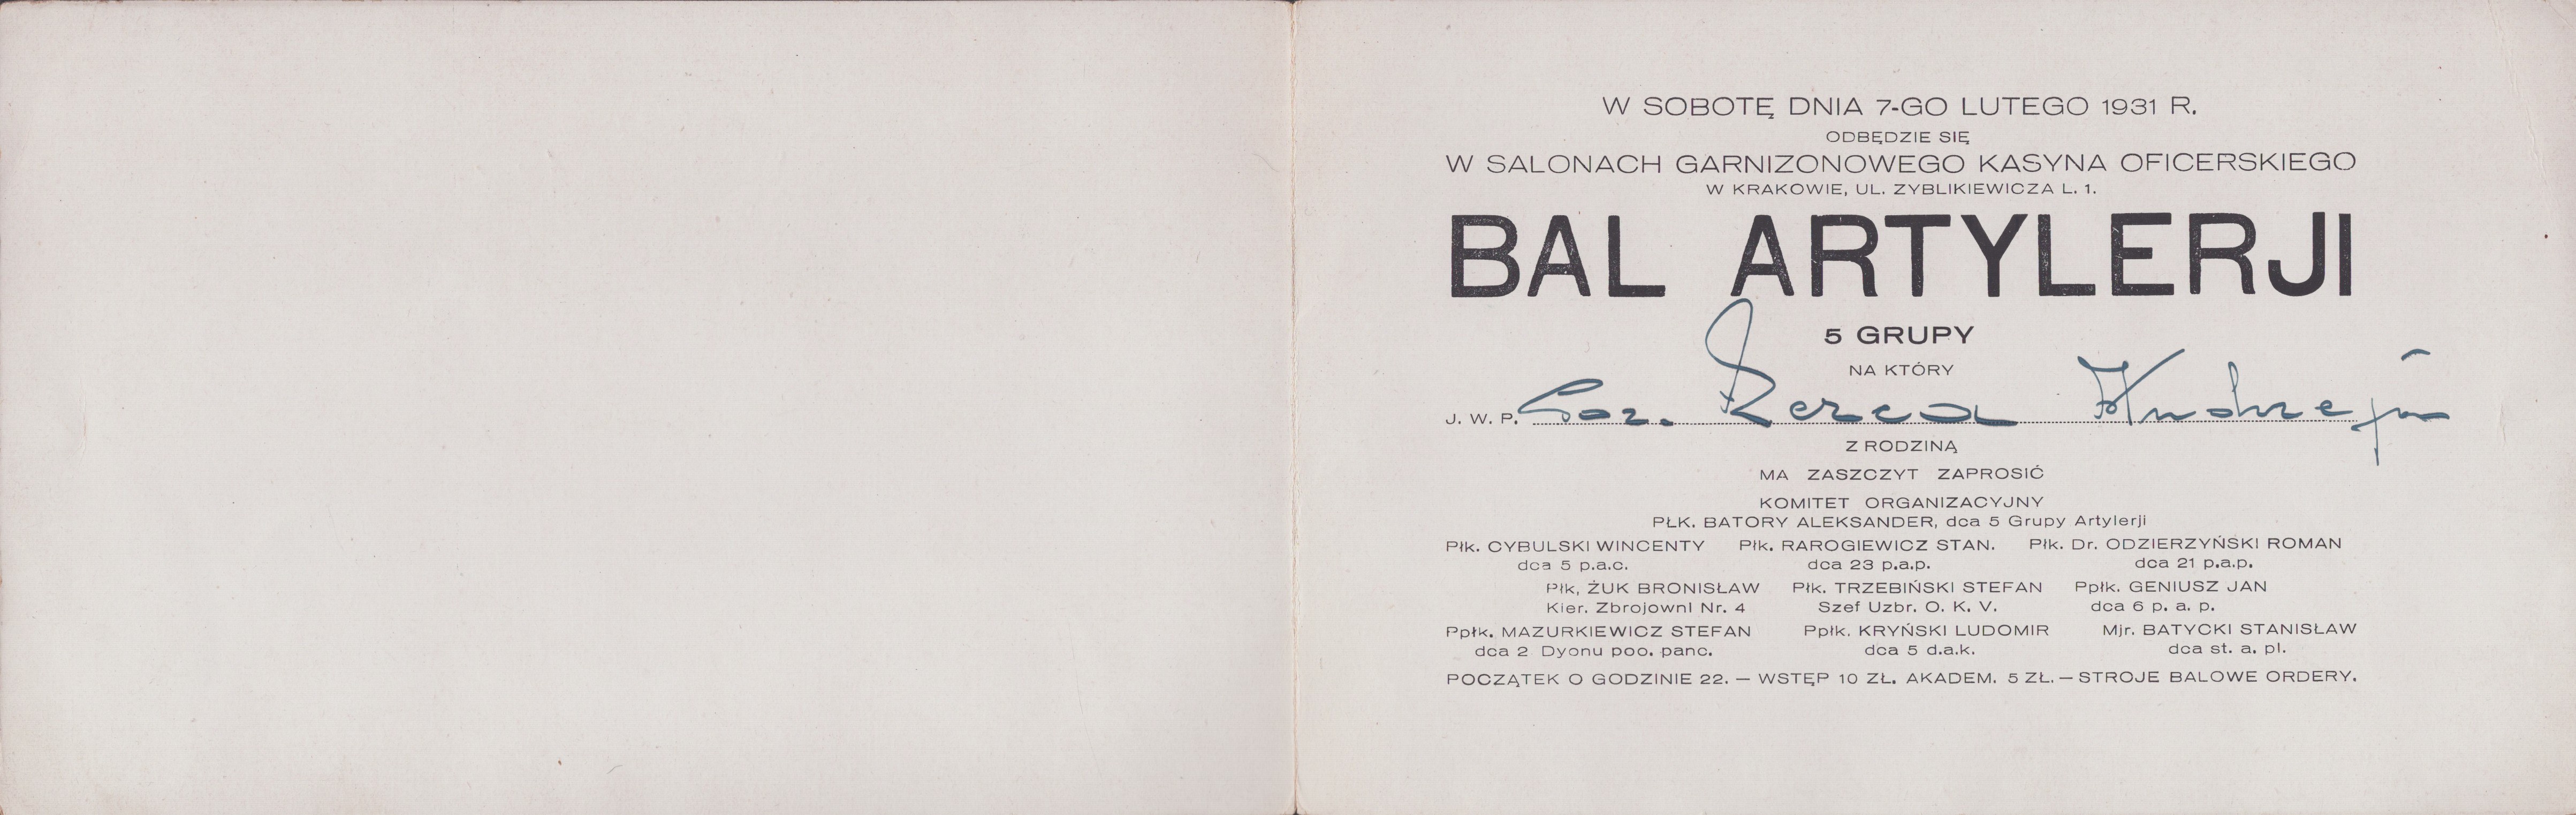 W SOBOTĘ DNIA 7-GO LUTEGO 1931 R.
ODBĘDZIE SIĘ
W SALONACH GARNIZONOWEGO KASYNA OFICERSKIEGO
W KRAKOWIE, UL. ZYBLIKIEWICZA L. 1.
BAL ARTYLERJI
5 GRUPY
NA KTÓRY
J. W. P.
Z RODZINĄ
MA ZASZCZYT ZAPROSIĆ
KOMITET ORGANIZACYJNY
PŁK. BATORY ALEKSANDER, dca 5 Grupy Artylerji
Płk. CYBULSKI WINCENTY Płk. RAROGIEWICZ STAN. Płk. Dr. ODZIERZYŃSKI ROMAN
dca 5 p.a.c. dca 23 p.a.p. dca 21 p.a.p.
Płk, ŻUK BRONISŁAW Płk. TRZEBIŃSKI STEFAN Ppłk. GENIUSZ JAN
Kier. ZbrojownI Nr. 4 Szef Uzbr. O. K. V. dca 6 p. a. p.
Ppłk. MAZURKIEWICZ STEFAN Ppłk. KRYŃSKI LUDOMIR Mjr. BATYCKI STANISŁAW
dca 2 Dyonu poo. panc. dca 5 d.a.k. dca st. a. pl.
POCZĄTEK O GODZINIE 22. — WSTĘP 10 ZŁ. AKADEM. 5 ZŁ. — STROJE BALOWE ORDERY.